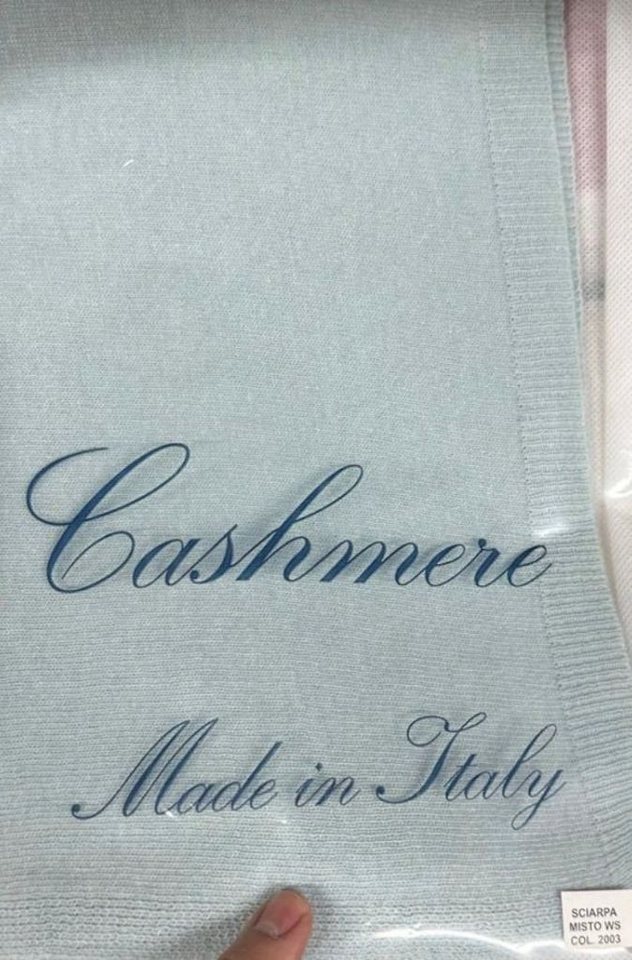 Cashmere
Made in Italy
SCIARPA
MISTO WS
COL. 2003